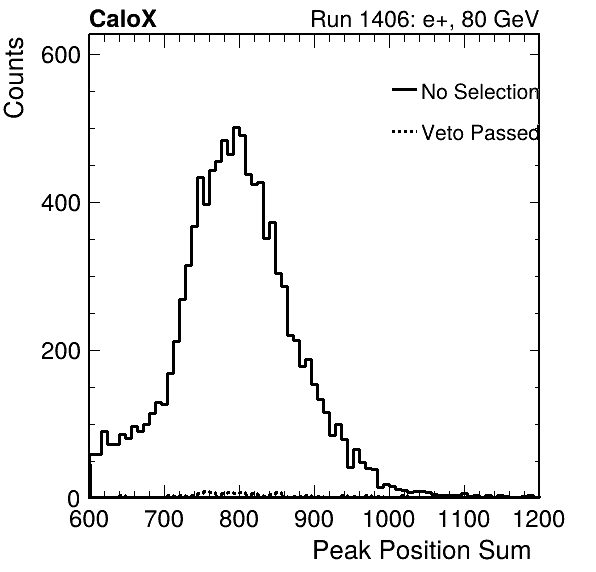 CaloX Run 1406: e+, 80 GeV
Counts
600
No Selection
Veto Passed
400
200
0
600 700 800 900 1000 1100 1200
Peak Position Sum